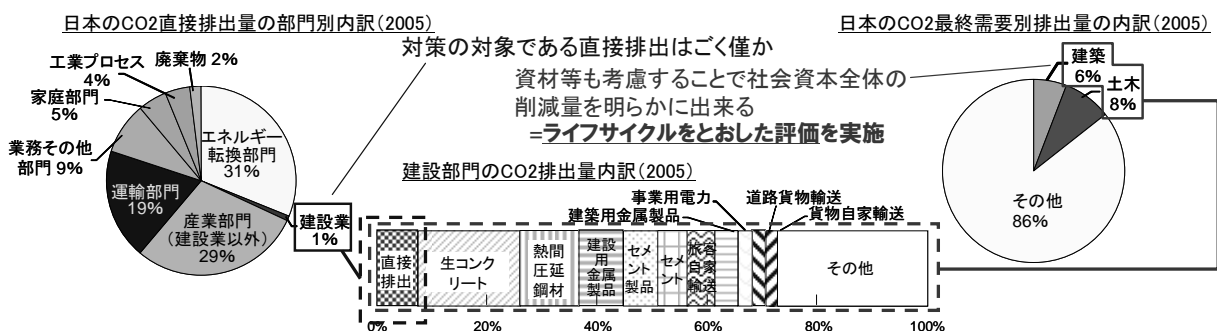 日本のCO2直接排出量の部門別内訳(2005)
廃棄物 2%
工業プロセス
4%
家庭部門
5%
業務その他
部門 9%
運輸部門
19%
エネルギー
転換部門
31%
産業部門
(建設業以外)
29%
建設業
1%
対策の対象である直接排出はごく僅か
資材等も考慮することで社会資本全体の
削減量を明らかに出来る
=ライフサイクルをとおした評価を実施
日本のCO2最終需要別排出量の内訳(2005)
建築
6%
土木
8%
その他
86%
建設部門のCO2排出量内訳(2005)
事業用電力
道路貨物輸送
建築用金属製品
貨物自家輸送
直接
排出
生コンク
リート
熱間
圧延
鋼材
建設
用
金属
製品
セメ
ント
製品
セメ
ント
旅客
自家
輸送
その他
0%
20%
40%
60%
80%
100%